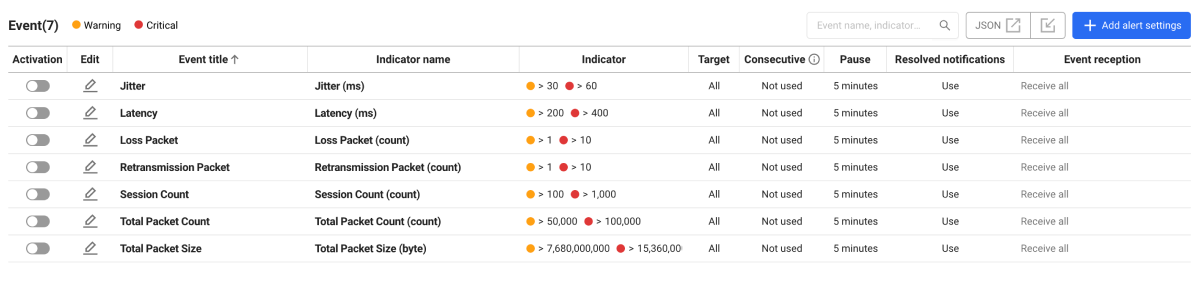 Event(7) Warning Critical Event name, indicator... JSON Add alert settings
Activation Edit Event title Indicator name Indicator Target Consecutive Pause Resolved notifications Event reception
Jitter Jitter (ms) > 30 > 60 All Not used 5 minutes Use Receive all
Latency Latency (ms) > 200 > 400 All Not used 5 minutes Use Receive all
Loss Packet Loss Packet (count) > 1 > 10 All Not used 5 minutes Use Receive all
Retransmission Packet Retransmission Packet (count) > 1 > 10 All Not used 5 minutes Use Receive all
Session Count Session Count (count) > 100 > 1,000 All Not used 5 minutes Use Receive all
Total Packet Count Total Packet Count (count) > 50,000 > 100,000 All Not used 5 minutes Use Receive all
Total Packet Size Total Packet Size (byte) > 7,680,000,000 > 15,360,00 All Not used 5 minutes Use Receive all